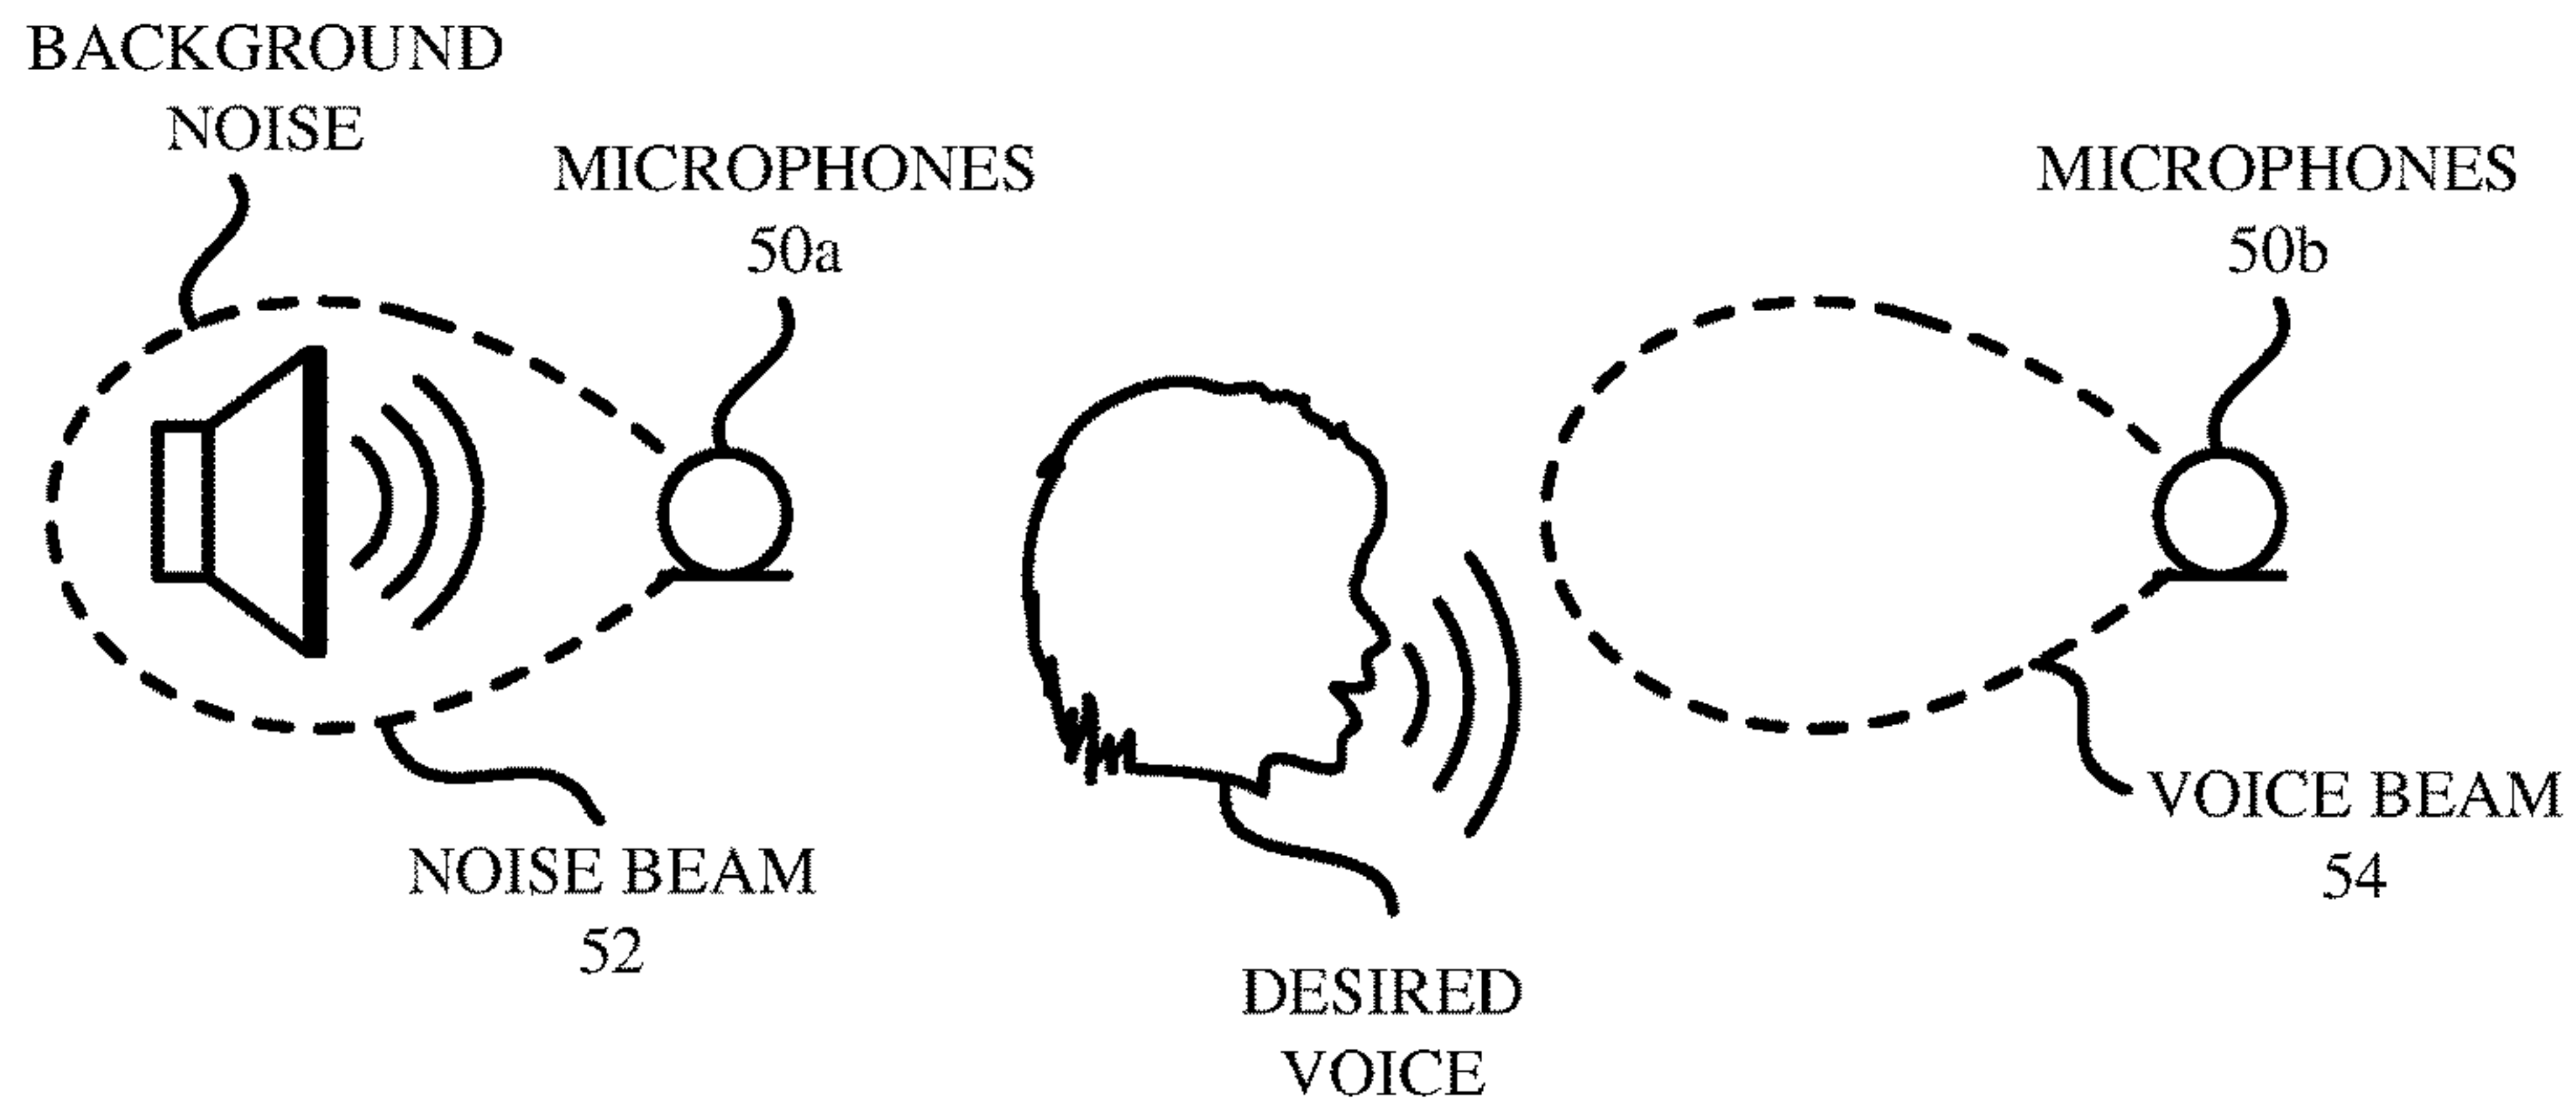 BACKGROUND
NOISE
MICROPHONES
50a
MICROPHONES
50b
NOISE BEAM
52
DESIRED
VOICE
VOICE BEAM
54